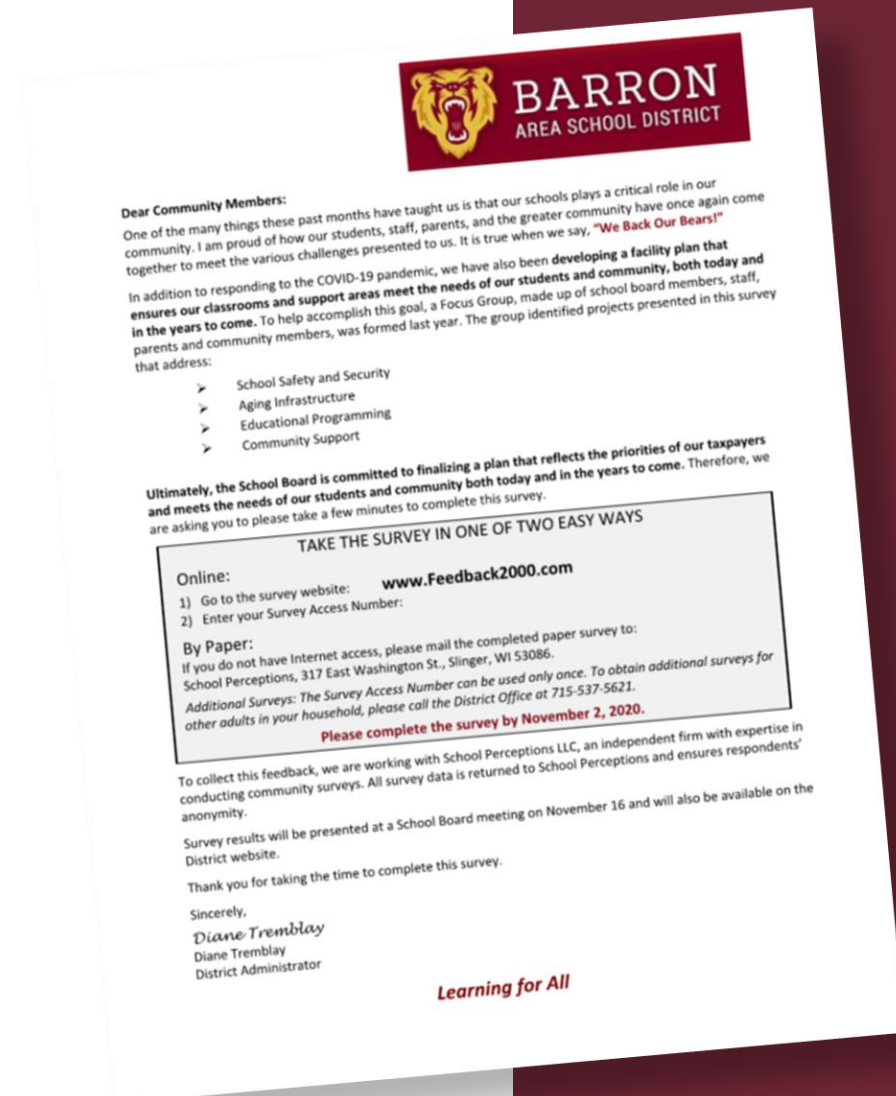 BARRON
AREA SCHOOL DISTRICT
Dear Community Members:
One of the many things these past months have taught us is that our schools plays a critical role in our
community. I am proud of how our students, staff, parents, and the greater community have once again come
together to meet the various challenges presented to us. It is true when we say, "We Back Our Bears!"
In addition to responding to the COVID-19 pandemic, we have also been developing a facility plan that
ensures our classrooms and support areas meet the needs of our students and community, both today and
in the years to come. To help accomplish this goal, a Focus Group, made up of school board members, staff,
parents and community members, was formed last year. The group identified projects presented in this survey
that address:
➢ School Safety and Security
➢ Aging Infrastructure
➢ Educational Programming
➢ Community Support
Ultimately, the School Board is committed to finalizing a plan that reflects the priorities of our taxpayers
and meets the needs of our students and community both today and in the years to come. Therefore, we
are asking you to please take a few minutes to complete this survey.
TAKE THE SURVEY IN ONE OF TWO EASY WAYS
Online:
1) Go to the survey website: www.Feedback2000.com
2) Enter your Survey Access Number:
By Paper:
If you do not have Internet access, please mail the completed paper survey to:
School Perceptions, 317 East Washington St., Slinger, WI 53086.
Additional Surveys: The Survey Access Number can be used only once. To obtain additional surveys for
other adults in your household, please call the District Office at 715-537-5621.
Please complete the survey by November 2, 2020.
To collect this feedback, we are working with School Perceptions LLC, an independent firm with expertise in
conducting community surveys. All survey data is returned to School Perceptions and ensures respondents'
anonymity.
Survey results will be presented at a School Board meeting on November 16 and will also be available on the
District website.
Thank you for taking the time to complete this survey.
Sincerely,
Diane Tremblay
Diane Tremblay
District Administrator
Learning for All